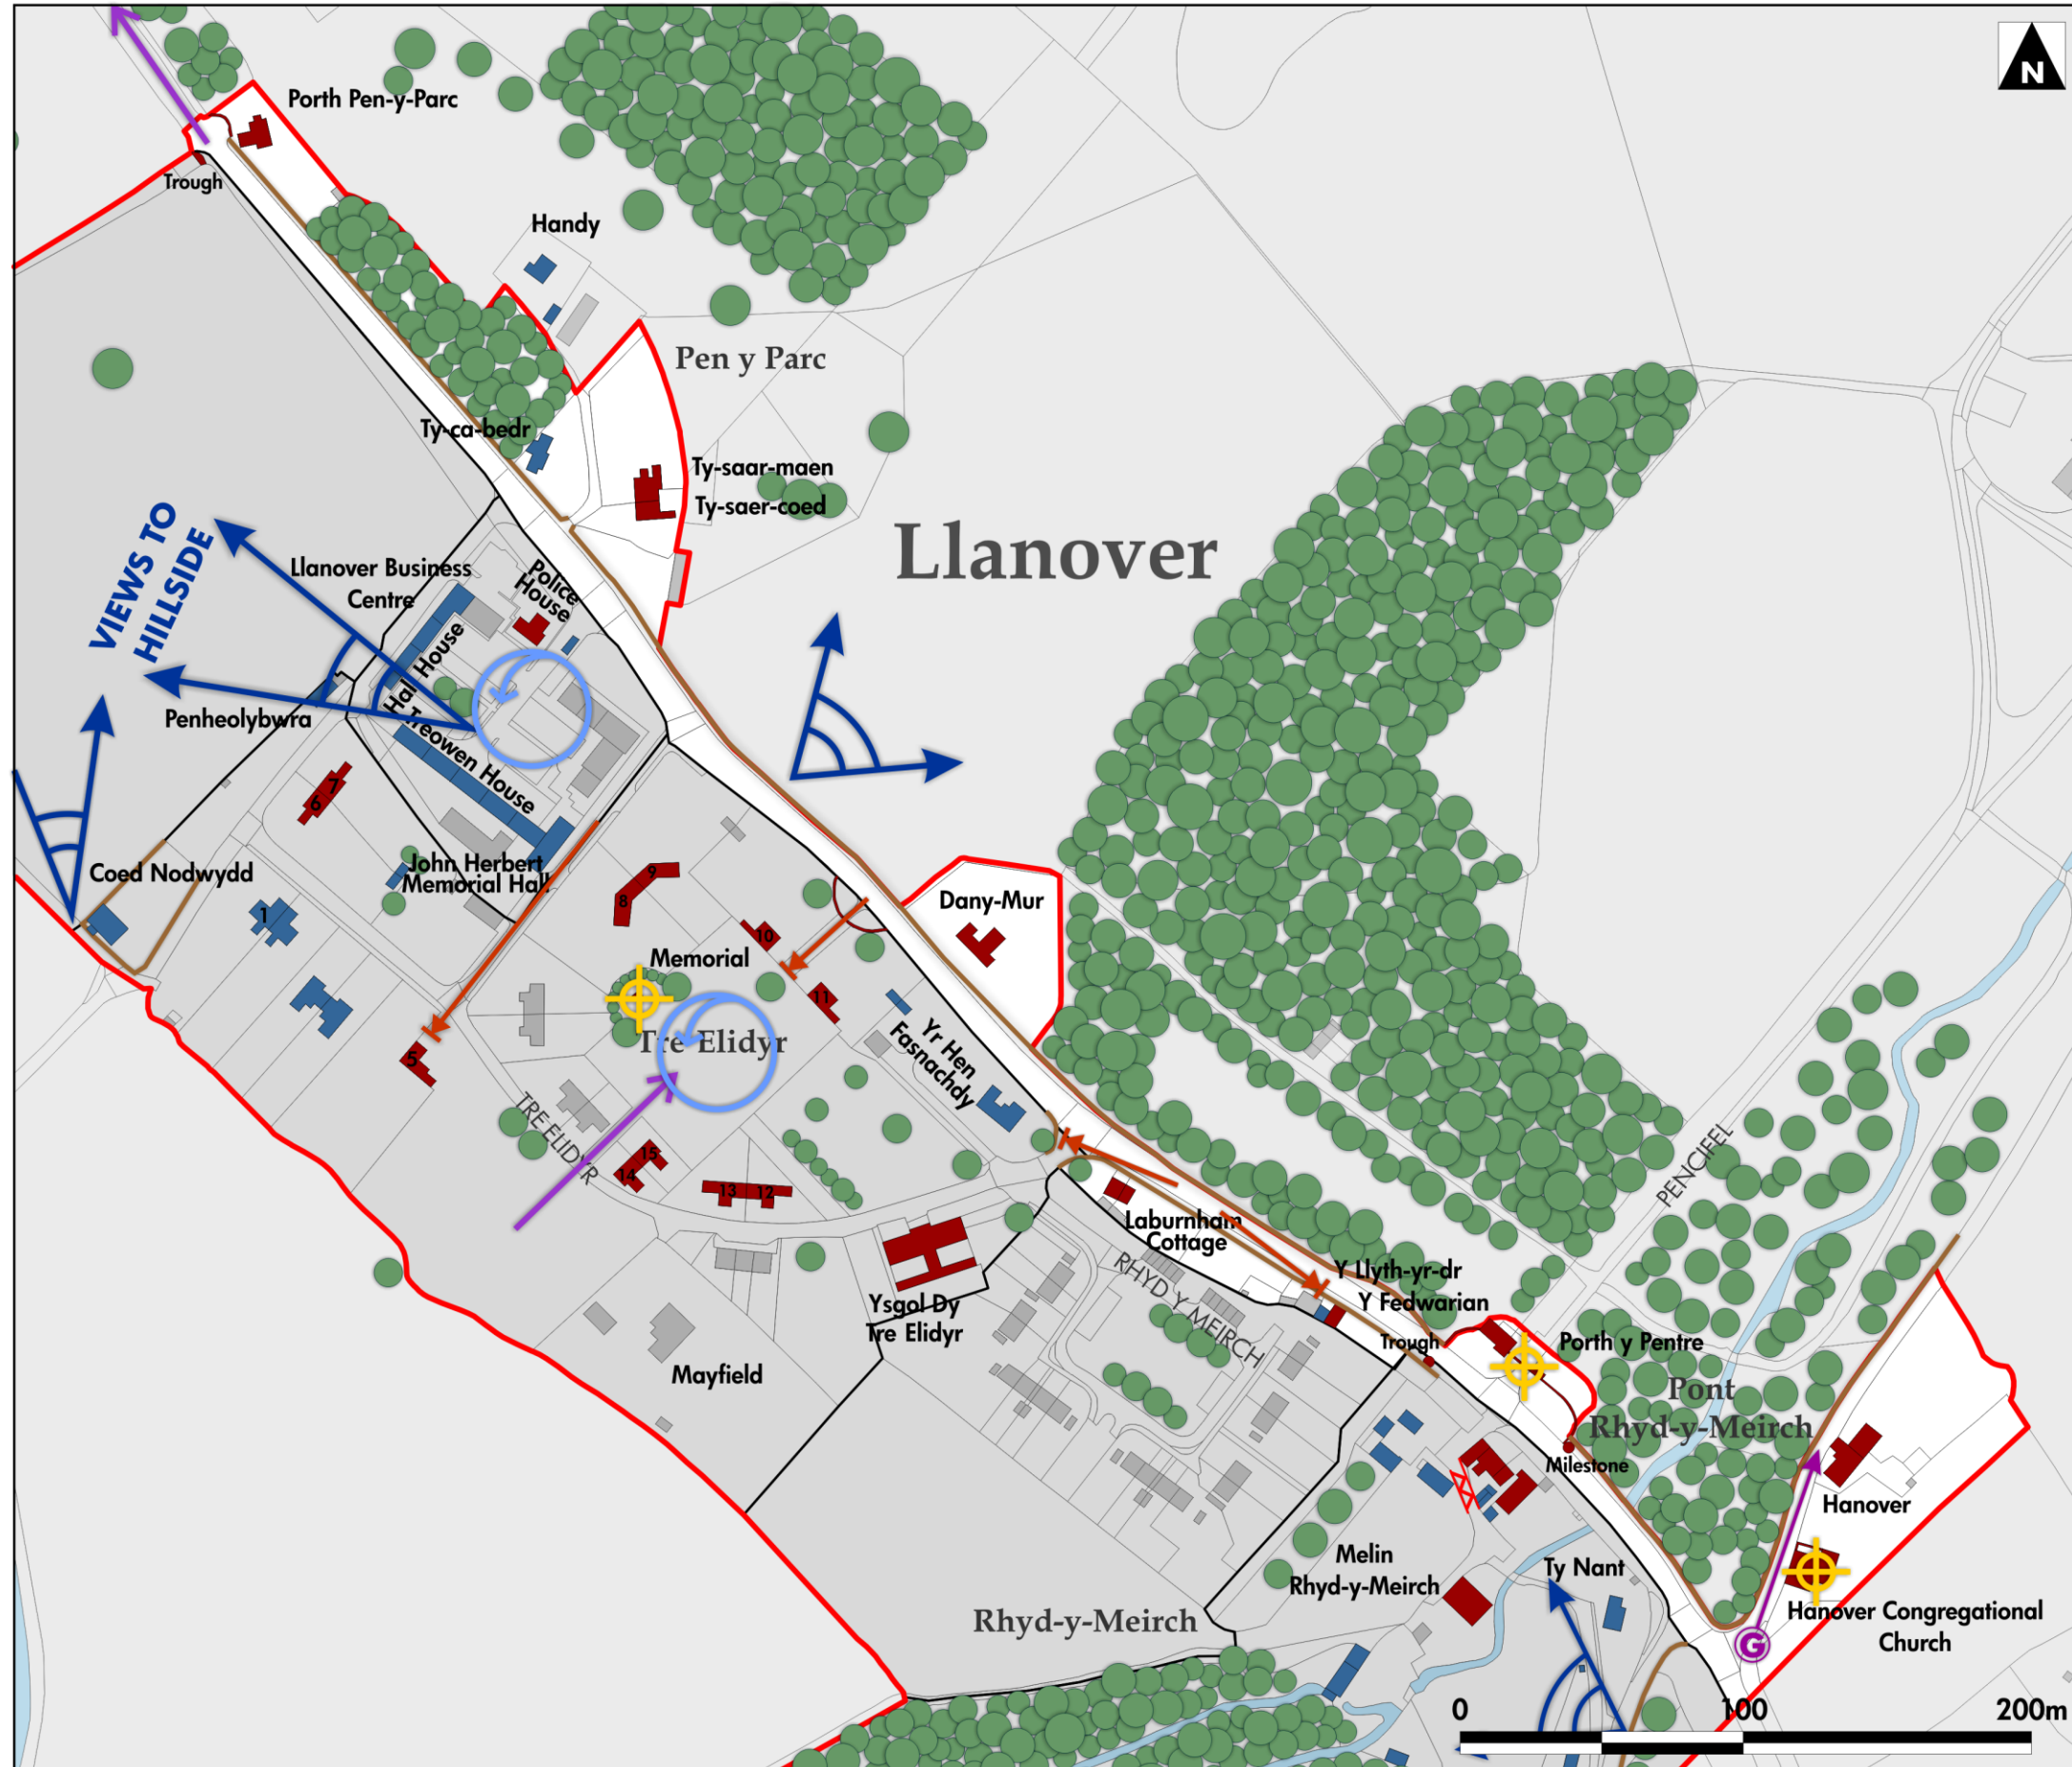 N
Porth Pen-y-Parc
Trough
Handy
Pen y Parc
Ty-ca-bedr
Ty-saar-maen
Ty-saer-coed
Llanover
VIEWS TO
HILLSIDE
Llanover Business
Centre
Police
House
Hall House
Penheolybwra
Treowen House
7
6
Coed Nodwydd
John Herbert
Memorial Hall
1
9
8
Dany-Mur
10
Memorial
11
Tre Elidyr
Yr Hen
Fasnachdy
5
TRE ELIDYR
15
14
13
12
PENCIFEL
Laburnham
Cottage
RHYD Y MEIRCH
Y Llyth-yr-dr
Y Fedwarian
Ysgol Dy
Tre Elidyr
Trough
Porth y Pentre
Mayfield
Pont
Rhyd-y-Meirch
Milestone
Hanover
Melin
Rhyd-y-Meirch
Ty Nant
Rhyd-y-Meirch
Hanover Congregational
Church
G
0
100
200m